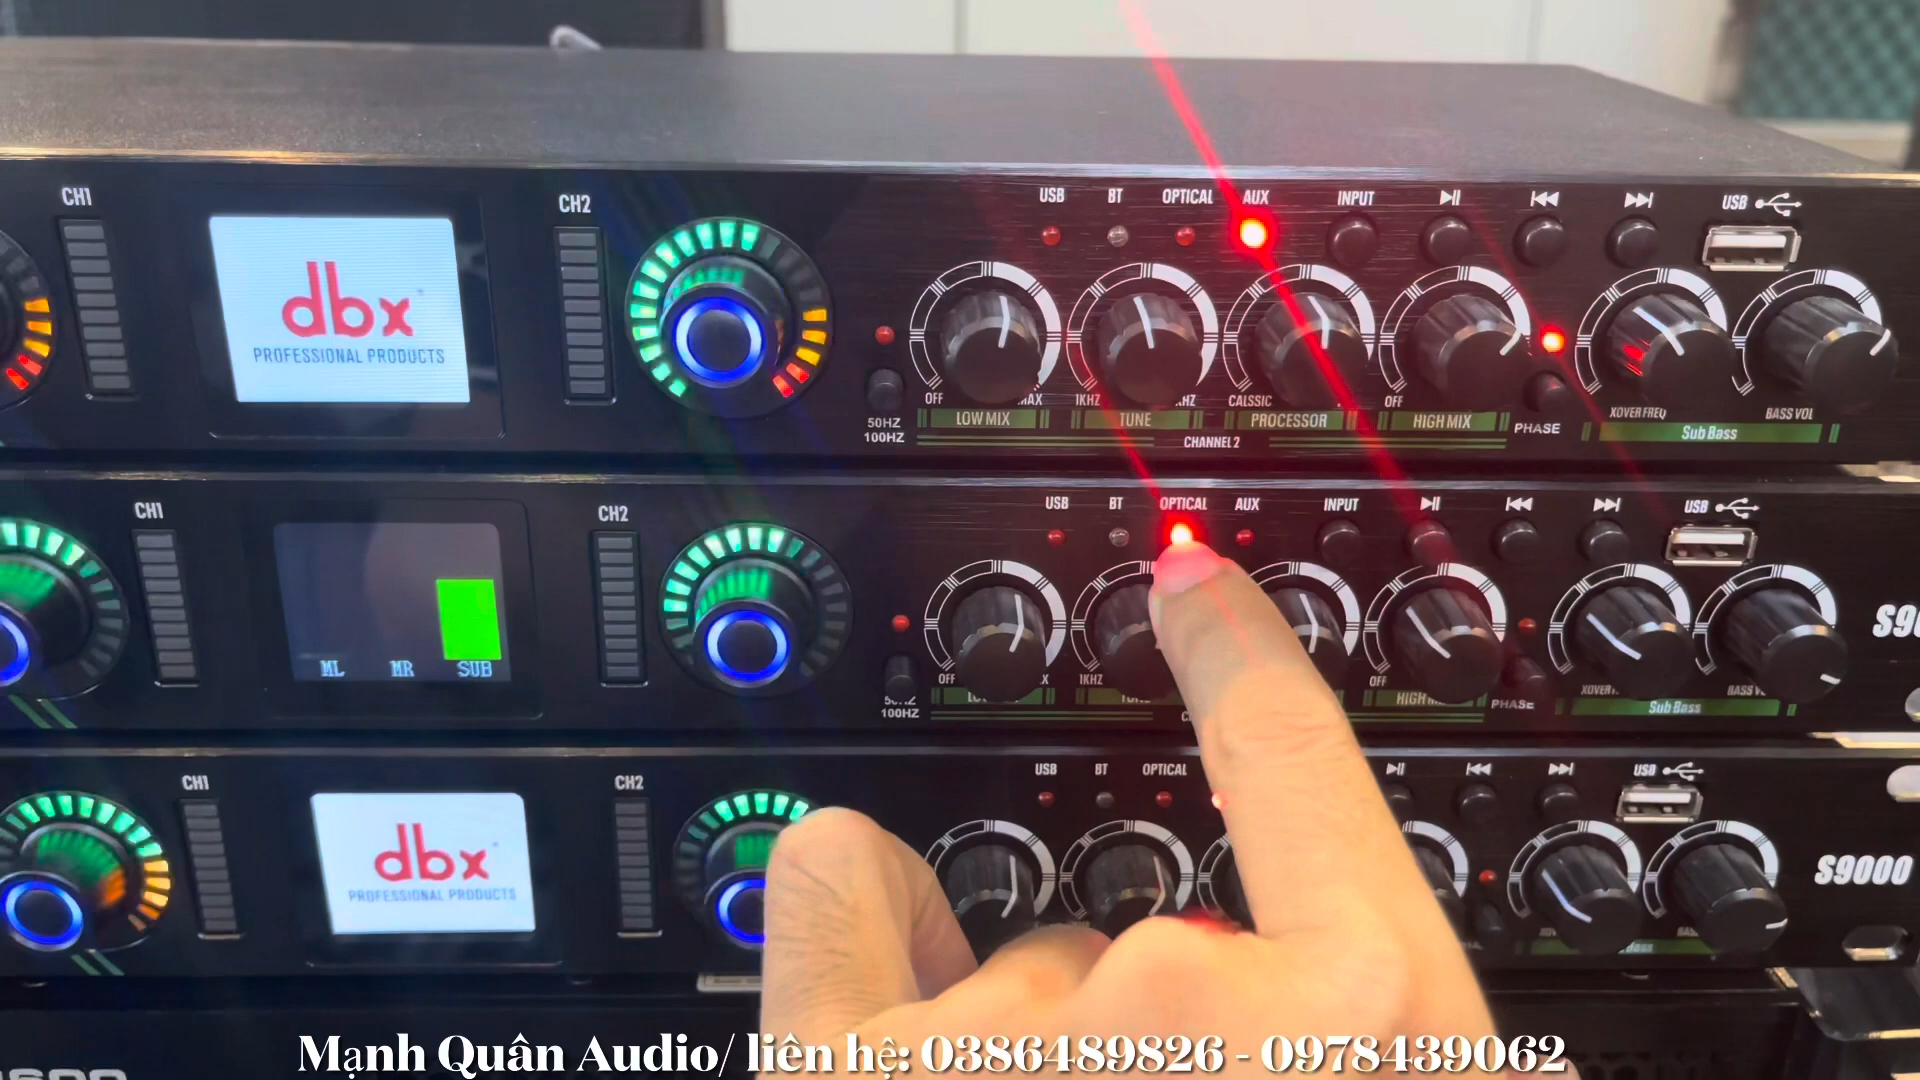 CH1
dbx
PROFESSIONAL PRODUCTS
CH2
50HZ
100HZ
USB BT OPTICAL AUX INPUT USB
OFF MAX 1KHZ KHZ CALSSIC OFF
LOW MIX TUNE PROCESSOR HIGH MIX
CHANNEL 2
PHASE
XOVER FREQ BASS VOL
Sub Bass
CH1
ML MR SUB
CH2
100HZ
USB BT OPTICAL AUX INPUT USB
OFF 1KHZ OFF
PHASE
Sub Bass
CH1
dbx
PROFESSIONAL PRODUCTS
CH2
USB BT OPTICAL USB
S9000
Mạnh Quân Audio/ liên hệ: 0386489826 - 0978439062